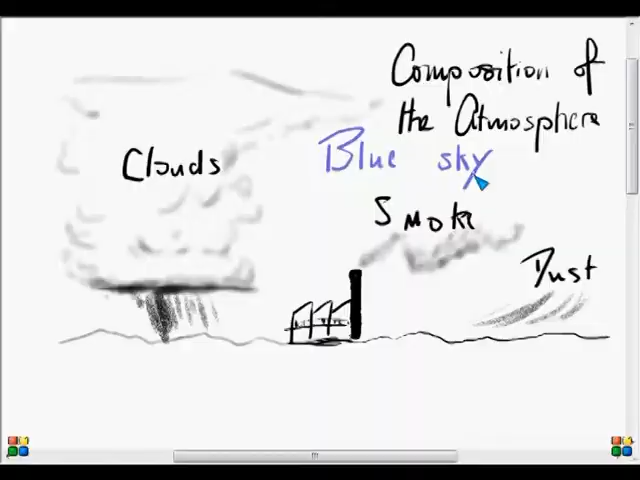 Composition of
the Atmosphere
Blue sky
Clouds
Smoke
Dust